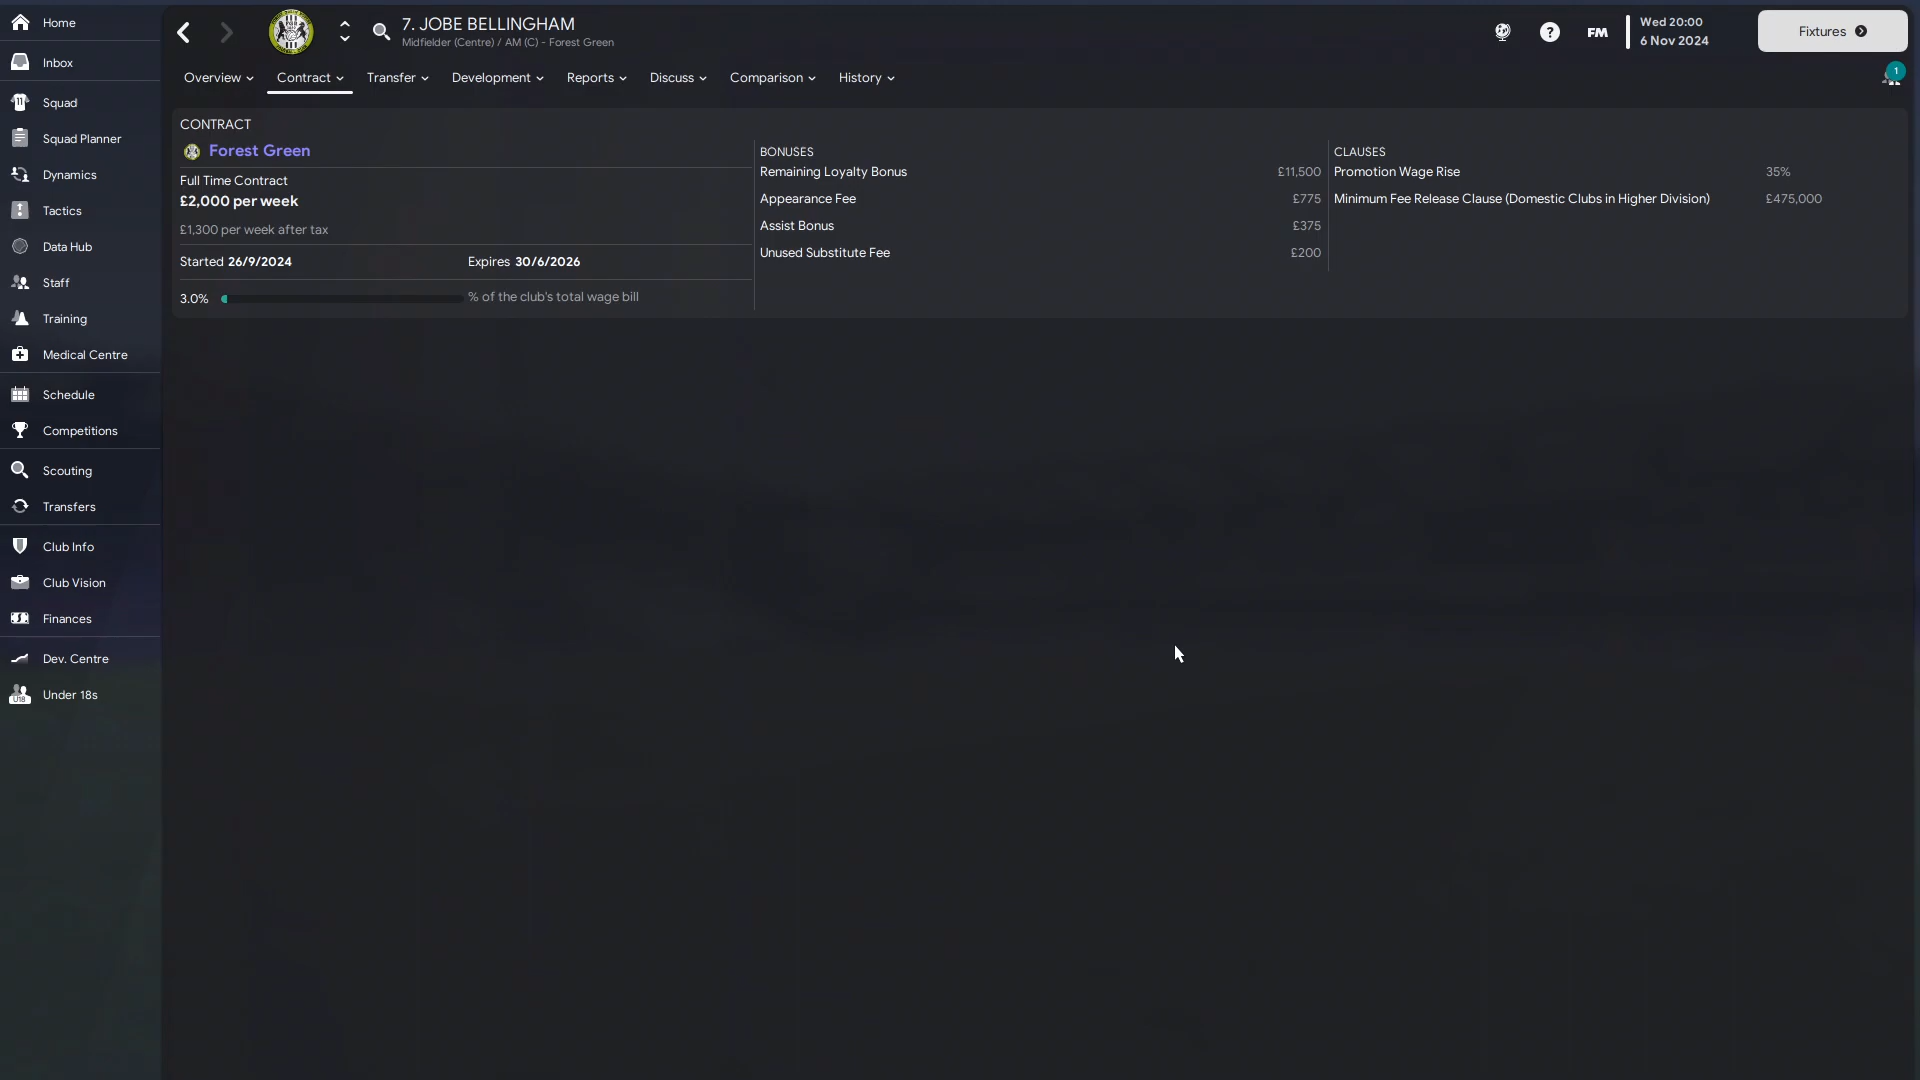 Home
Inbox
Squad
Squad Planner
Dynamics
Tactics
Data Hub
Staff
Training
Medical Centre
Schedule
Competitions
Scouting
Transfers
Club Info
Club Vision
Finances
Dev. Centre
Under 18s
7. JOBE BELLINGHAM
Midfielder (Centre) / AM (C) - Forest Green
FM
Wed 20:00
6 Nov 2024
Fixtures
Overview Contract Transfer Development Reports Discuss Comparison History
1
CONTRACT
Forest Green
Full Time Contract
£2,000 per week
£1,300 per week after tax
Started 26/9/2024 Expires 30/6/2026
3.0% % of the club's total wage bill
BONUSES
Remaining Loyalty Bonus £11,500
Appearance Fee £775
Assist Bonus £375
Unused Substitute Fee £200
CLAUSES
Promotion Wage Rise 35%
Minimum Fee Release Clause (Domestic Clubs in Higher Division) £475,000